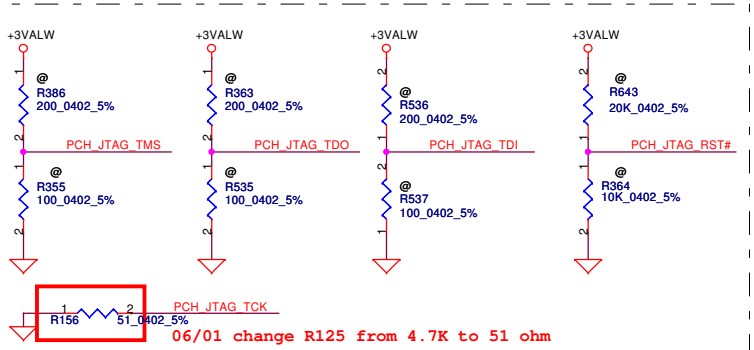 +3VALW +3VALW +3VALW +3VALW
1 1 2 2
@ @ @ @
R386 R363 R536 R643
200_0402_5% 200_0402_5% 200_0402_5% 20K_0402_5%
2 2 1 1
PCH_JTAG_TMS PCH_JTAG_TDO PCH_JTAG_TDI PCH_JTAG_RST#
1 1 2 1
@ @ @ @
R355 R535 R537 R364
100_0402_5% 100_0402_5% 100_0402_5% 10K_0402_5%
2 2 1 2
1 2 PCH_JTAG_TCK
R156 51_0402_5%
06/01 change R125 from 4.7K to 51 ohm